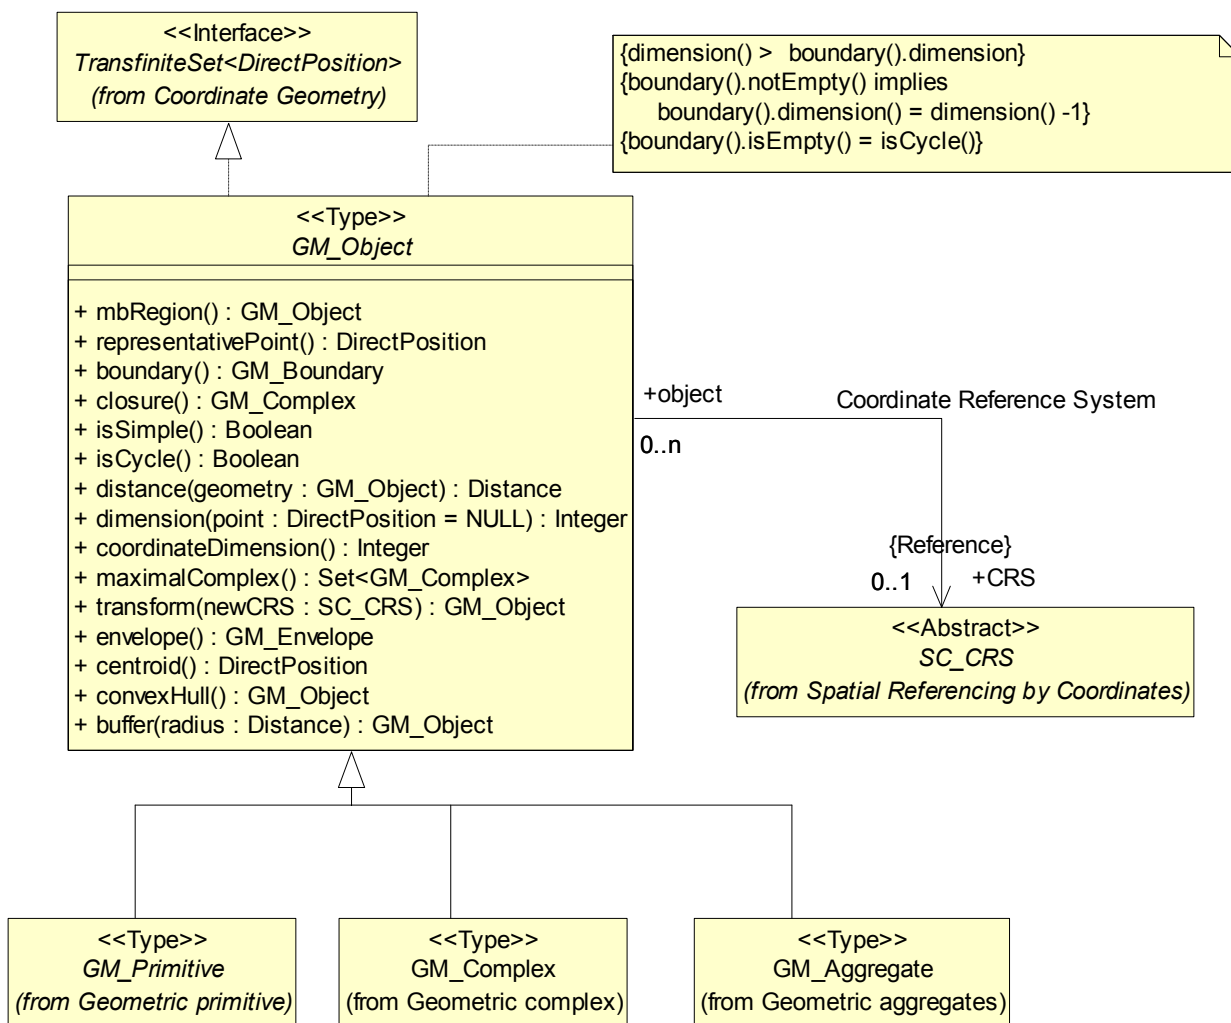 <<Interface>>
TransfiniteSet<DirectPosition>
(from Coordinate Geometry)
{dimension() > boundary().dimension}
{boundary().notEmpty() implies
boundary().dimension() = dimension() -1}
{boundary().isEmpty() = isCycle()}
<<Type>>
GM_Object
+ mbRegion() : GM_Object
+ representativePoint() : DirectPosition
+ boundary() : GM_Boundary
+ closure() : GM_Complex
+ isSimple() : Boolean
+ isCycle() : Boolean
+ distance(geometry : GM_Object) : Distance
+ dimension(point : DirectPosition = NULL) : Integer
+ coordinateDimension() : Integer
+ maximalComplex() : Set<GM_Complex>
+ transform(newCRS : SC_CRS) : GM_Object
+ envelope() : GM_Envelope
+ centroid() : DirectPosition
+ convexHull() : GM_Object
+ buffer(radius : Distance) : GM_Object
+object
Coordinate Reference System
0..n
{Reference}
0..1 +CRS
<<Abstract>>
SC_CRS
(from Spatial Referencing by Coordinates)
<<Type>>
GM_Primitive
(from Geometric primitive)
<<Type>>
GM_Complex
(from Geometric complex)
<<Type>>
GM_Aggregate
(from Geometric aggregates)